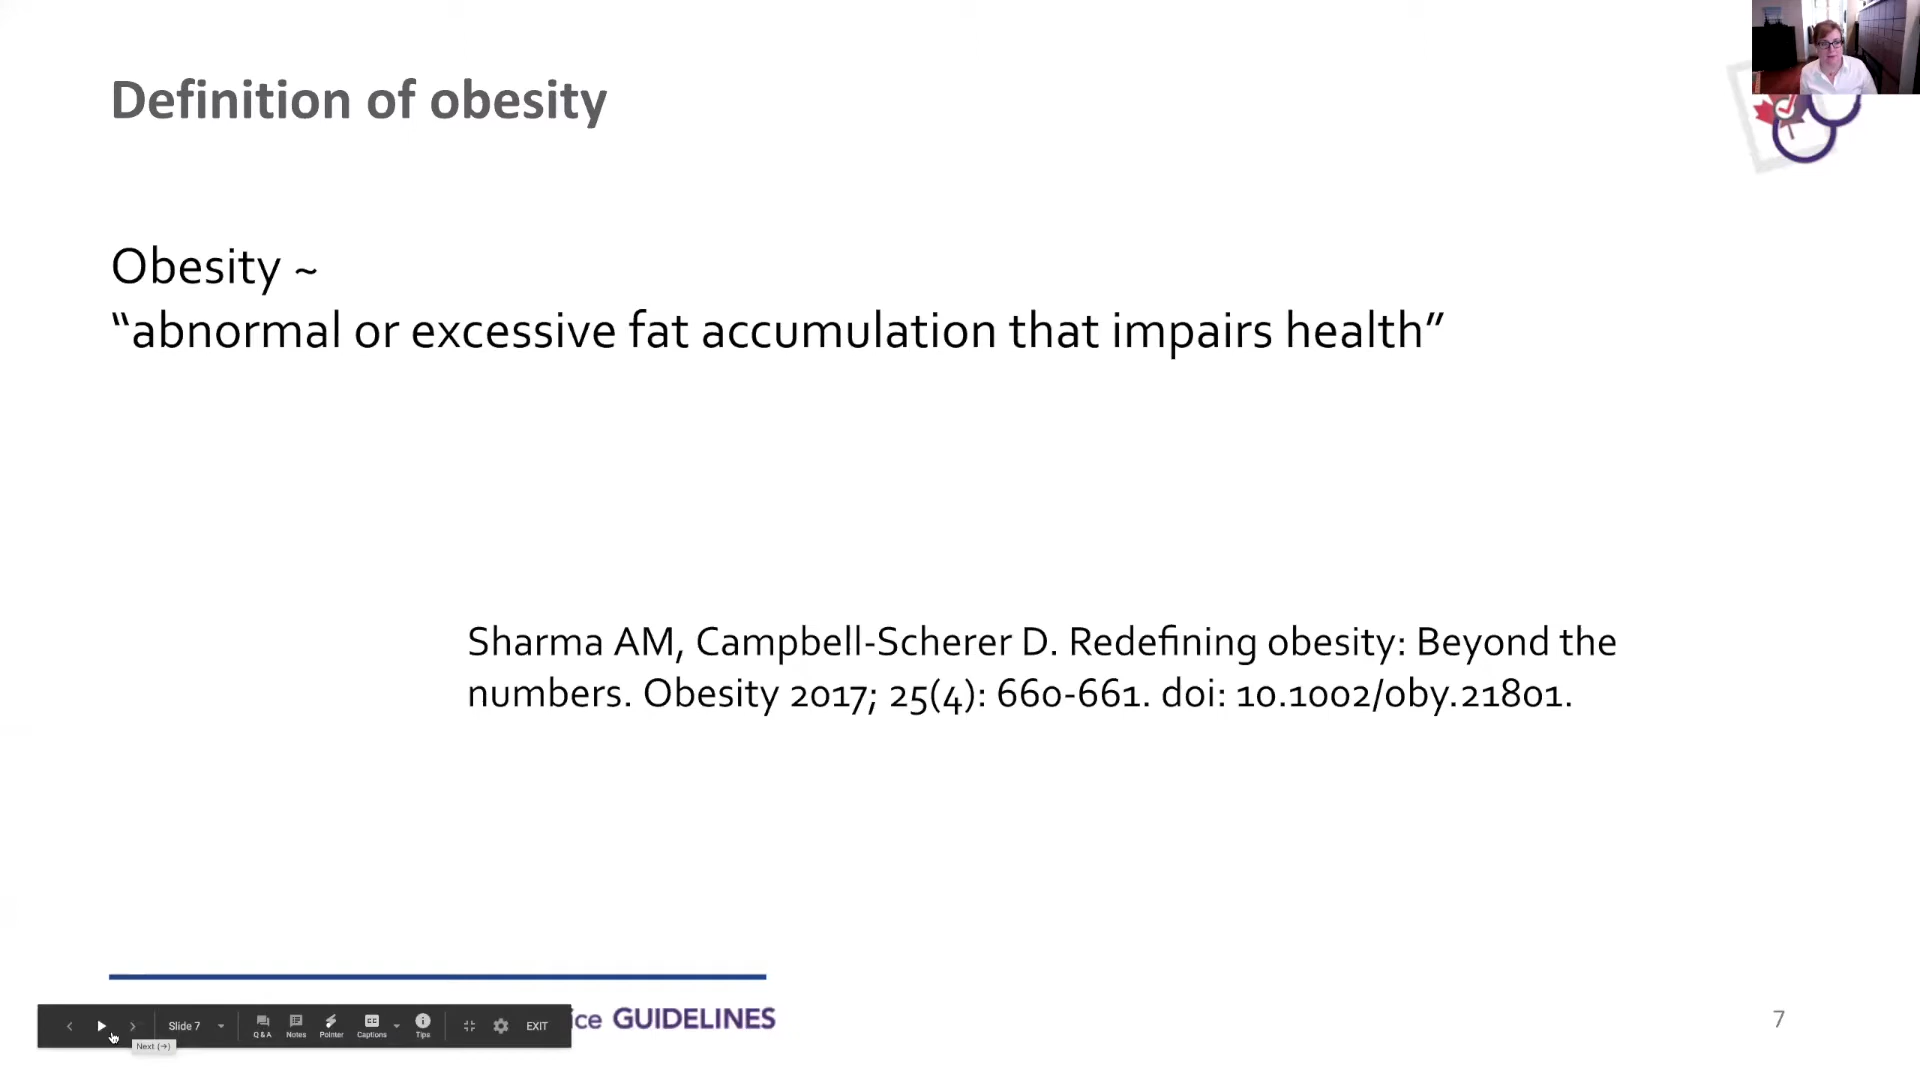 Definition of obesity
Obesity ~
“abnormal or excessive fat accumulation that impairs health”
Sharma AM, Campbell-Scherer D. Redefining obesity: Beyond the
numbers. Obesity 2017; 25(4): 660-661. doi: 10.1002/oby.21801.
ice GUIDELINES
7
Slide 7
Q & A
Notes
Pointer
Captions
Tips
EXIT
Next (→)